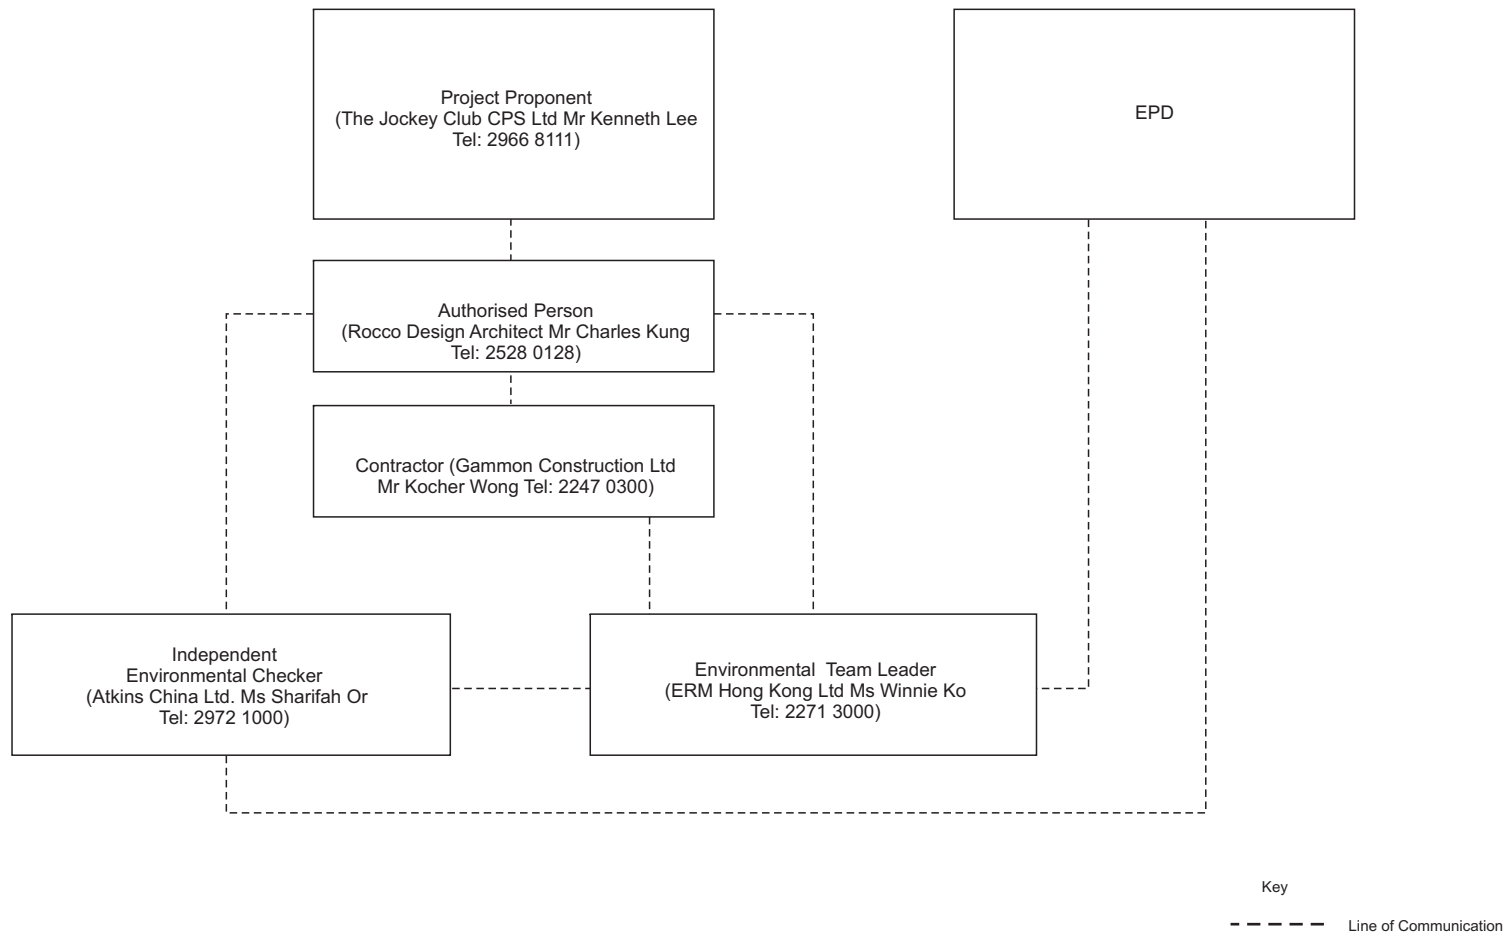 Project Proponent
(The Jockey Club CPS Ltd Mr Kenneth Lee
Tel: 2966 8111)
EPD
Authorised Person
(Rocco Design Architect Mr Charles Kung
Tel: 2528 0128)
Contractor (Gammon Construction Ltd
Mr Kocher Wong Tel: 2247 0300)
Independent
Environmental Checker
(Atkins China Ltd. Ms Sharifah Or
Tel: 2972 1000)
Environmental Team Leader
(ERM Hong Kong Ltd Ms Winnie Ko
Tel: 2271 3000)
Key
Line of Communication